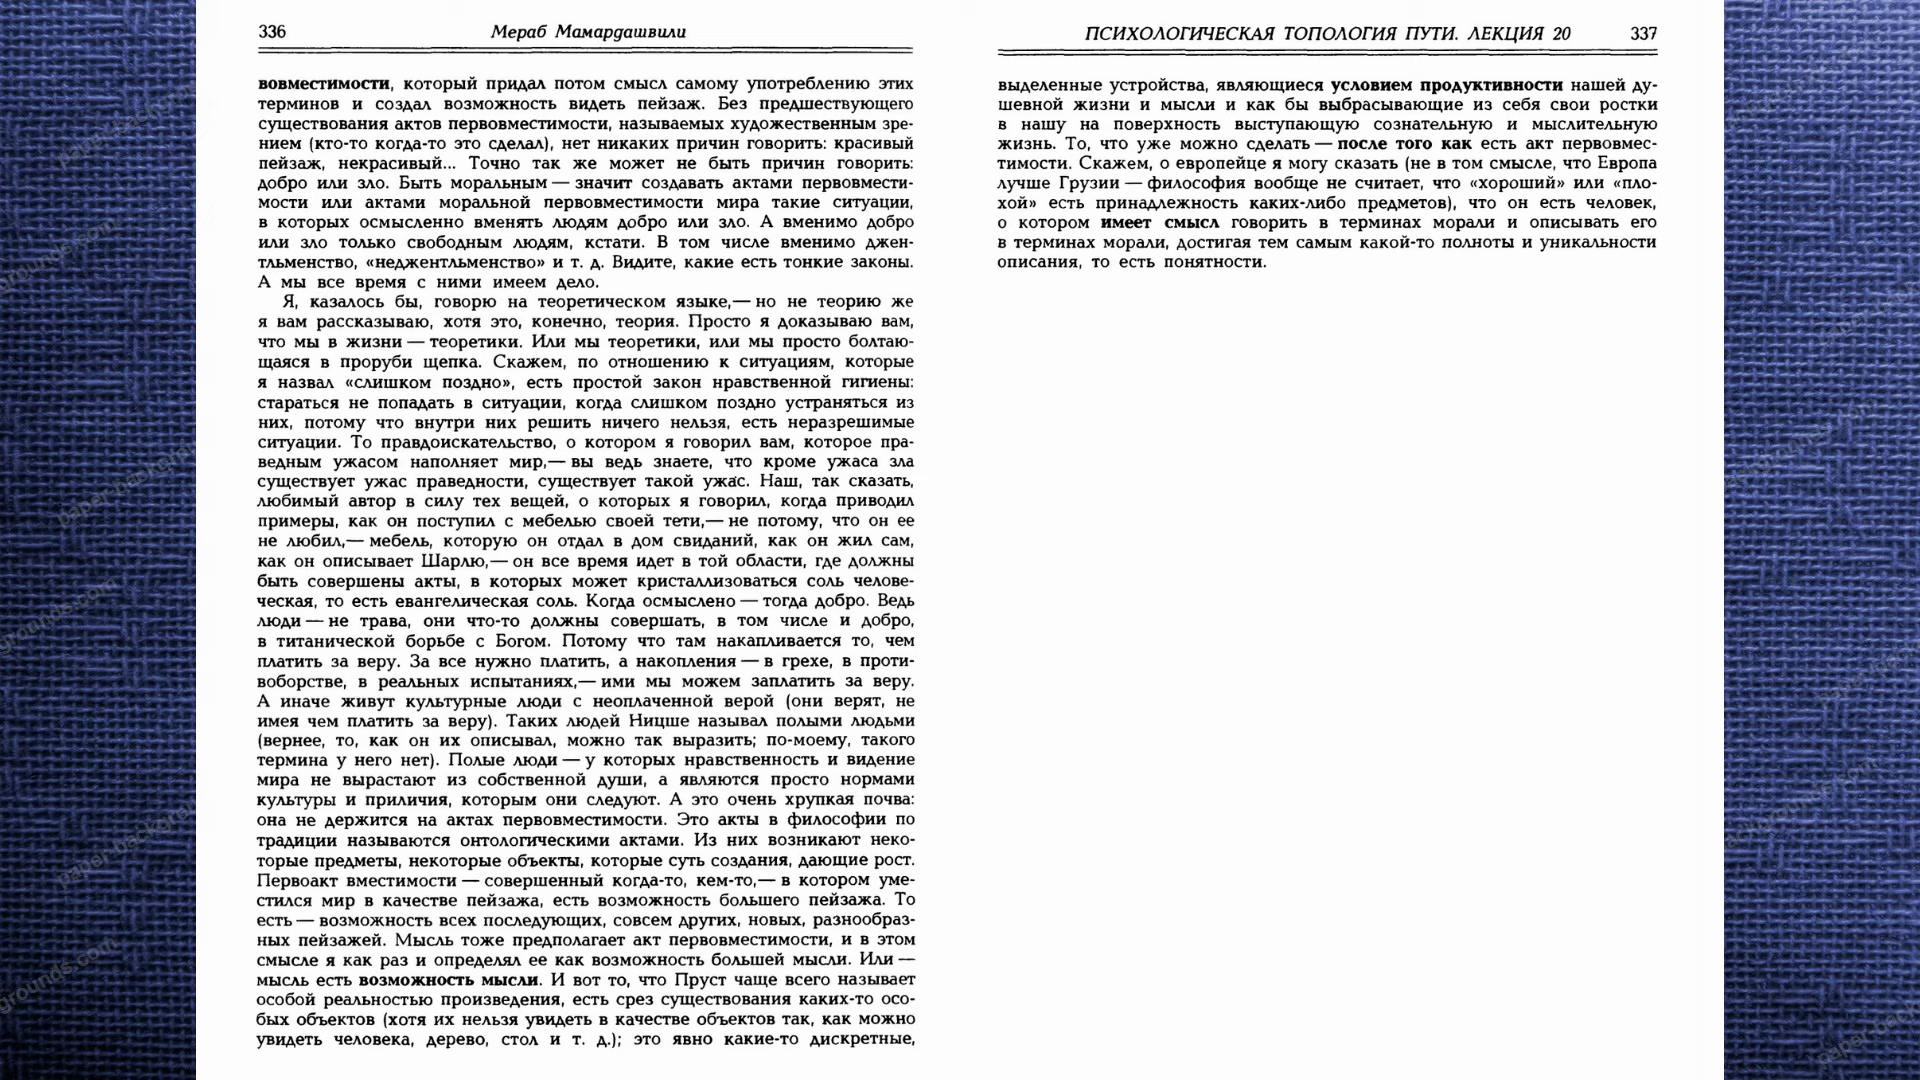 336
Мераб Мамардашвили
вовместимости, который придал потом смысл самому употреблению этих
терминов и создал возможность видеть пейзаж. Без предшествующего
существования актов первовместимости, называемых художественным зре-
нием (кто-то когда-то это сделал), нет никаких причин говорить: красивый
пейзаж, некрасивый... Точно так же может не быть причин говорить:
добро или зло. Быть моральным — значит создавать актами первовмести-
мости или актами моральной первовместимости мира такие ситуации,
в которых осмысленно вменять людям добро или зло. А вменимо добро
или зло только свободным людям, кстати. В том числе вменимо джен-
тльменство, «неджентльменство» и т. д. Видите, какие есть тонкие законы.
А мы все время с ними имеем дело.
Я, казалось бы, говорю на теоретическом языке,— но не теорию же
я вам рассказываю, хотя это, конечно, теория. Просто я доказываю вам,
что мы в жизни — теоретики. Или мы теоретики, или мы просто болтаю-
щаяся в проруби щепка. Скажем, по отношению к ситуациям, которые
я назвал «слишком поздно», есть простой закон нравственной гигиены:
стараться не попадать в ситуации, когда слишком поздно устраняться из
них, потому что внутри них решить ничего нельзя, есть неразрешимые
ситуации. То правдоискательство, о котором я говорил вам, которое пра-
ведным ужасом наполняет мир,— вы ведь знаете, что кроме ужаса зла
существует ужас праведности, существует такой ужас. Наш, так сказать,
любимый автор в силу тех вещей, о которых я говорил, когда приводил
примеры, как он поступил с мебелью своей тети,— не потому, что он ее
не любил,— мебель, которую он отдал в дом свиданий, как он жил сам,
как он описывает Шарлю,— он все время идет в той области, где должны
быть совершены акты, в которых может кристаллизоваться соль челове-
ческая, то есть евангелическая соль. Когда осмыслено — тогда добро. Ведь
люди — не трава, они что-то должны совершать, в том числе и добро,
в титанической борьбе с Богом. Потому что там накапливается то, чем
платить за веру. За все нужно платить, а накопления — в грехе, в проти-
воборстве, в реальных испытаниях,— ими мы можем заплатить за веру.
А иначе живут культурные люди с неоплаченной верой (они верят, не
имея чем платить за веру). Таких людей Ницше называл полыми людьми
(вернее, то, как он их описывал, можно так выразить; по-моему, такого
термина у него нет). Полые люди — у которых нравственность и видение
мира не вырастают из собственной души, а являются просто нормами
культуры и приличия, которым они следуют. А это очень хрупкая почва:
она не держится на актах первовместимости. Это акты в философии по
традиции называются онтологическими актами. Из них возникают неко-
торые предметы, некоторые объекты, которые суть создания, дающие рост.
Первоакт вместимости — совершенный когда-то, кем-то,— в котором уме-
стился мир в качестве пейзажа, есть возможность большего пейзажа. То
есть — возможность всех последующих, совсем других, новых, разнообраз-
ных пейзажей. Мысль тоже предполагает акт первовместимости, и в этом
смысле я как раз и определял ее как возможность большей мысли. Или —
мысль есть возможность мысли. И вот то, что Пруст чаще всего называет
особой реальностью произведения, есть срез существования каких-то осо-
бых объектов (хотя их нельзя увидеть в качестве объектов так, как можно
увидеть человека, дерево, стол и т. д.); это явно какие-то дискретные,
ПСИХОЛОГИЧЕСКАЯ ТОПОЛОГИЯ ПУТИ. ЛЕКЦИЯ 20
337
выделенные устройства, являющиеся условием продуктивности нашей ду-
шевной жизни и мысли и как бы выбрасывающие из себя свои ростки
в нашу на поверхность выступающую сознательную и мыслительную
жизнь. То, что уже можно сделать — после того как есть акт первовмес-
тимости. Скажем, о европейце я могу сказать (не в том смысле, что Европа
лучше Грузии — философия вообще не считает, что «хороший» или «пло-
хой» есть принадлежность каких-либо предметов), что он есть человек,
о котором имеет смысл говорить в терминах морали и описывать его
в терминах морали, достигая тем самым какой-то полноты и уникальности
описания, то есть понятности.